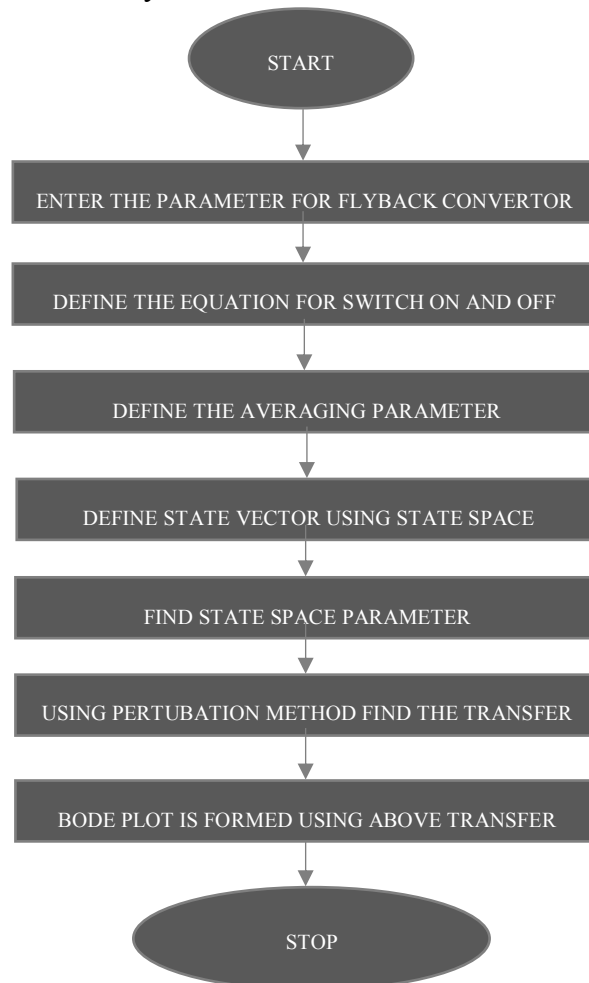 START
ENTER THE PARAMETER FOR FLYBACK CONVERTOR
DEFINE THE EQUATION FOR SWITCH ON AND OFF
DEFINE THE AVERAGING PARAMETER
DEFINE STATE VECTOR USING STATE SPACE
FIND STATE SPACE PARAMETER
USING PERTUBATION METHOD FIND THE TRANSFER
BODE PLOT IS FORMED USING ABOVE TRANSFER
STOP